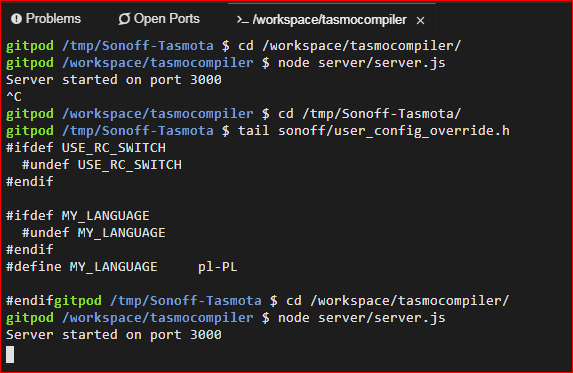 Problems Open Ports >_ /workspace/tasmocompiler ×
gitpod /tmp/Sonoff-Tasmota $ cd /workspace/tasmocompiler/
gitpod /workspace/tasmocompiler $ node server/server.js
Server started on port 3000
^C
gitpod /workspace/tasmocompiler $ cd /tmp/Sonoff-Tasmota/
gitpod /tmp/Sonoff-Tasmota $ tail sonoff/user_config_override.h
#ifdef USE_RC_SWITCH
  #undef USE_RC_SWITCH
#endif

#ifdef MY_LANGUAGE
  #undef MY_LANGUAGE
#endif
#define MY_LANGUAGE     pl-PL

#endifgitpod /tmp/Sonoff-Tasmota $ cd /workspace/tasmocompiler/
gitpod /workspace/tasmocompiler $ node server/server.js
Server started on port 3000